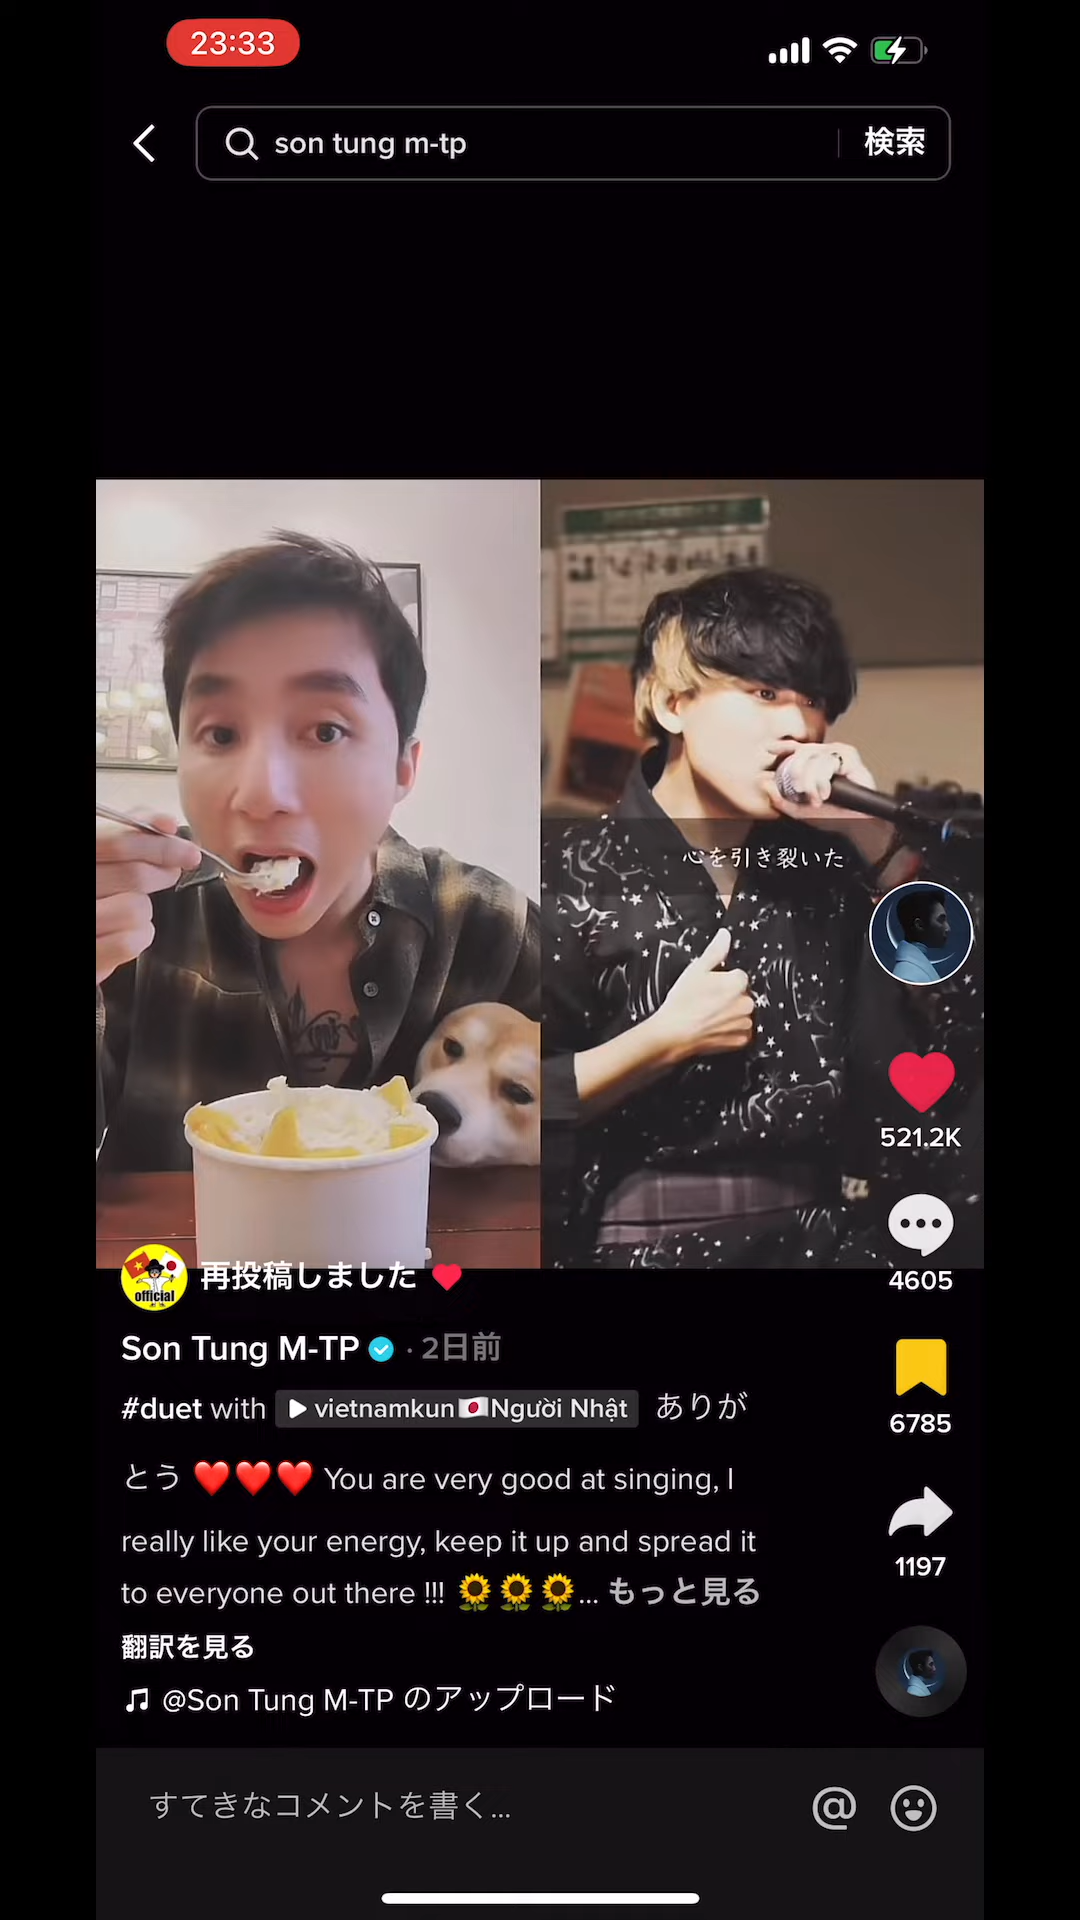 23:33
son tung m-tp
検索
心を引き裂いた
521.2K
4605
official
再投稿しました
Son Tung M-TP · 2日前
6785
#duet with ▶vietnamkun🇯🇵Người Nhật ありが
とう ❤️❤️❤️ You are very good at singing, I
really like your energy, keep it up and spread it
to everyone out there !!! 🌻🌻🌻... もっと見る
1197
翻訳を見る
@Son Tung M-TP のアップロード
すてきなコメントを書く...